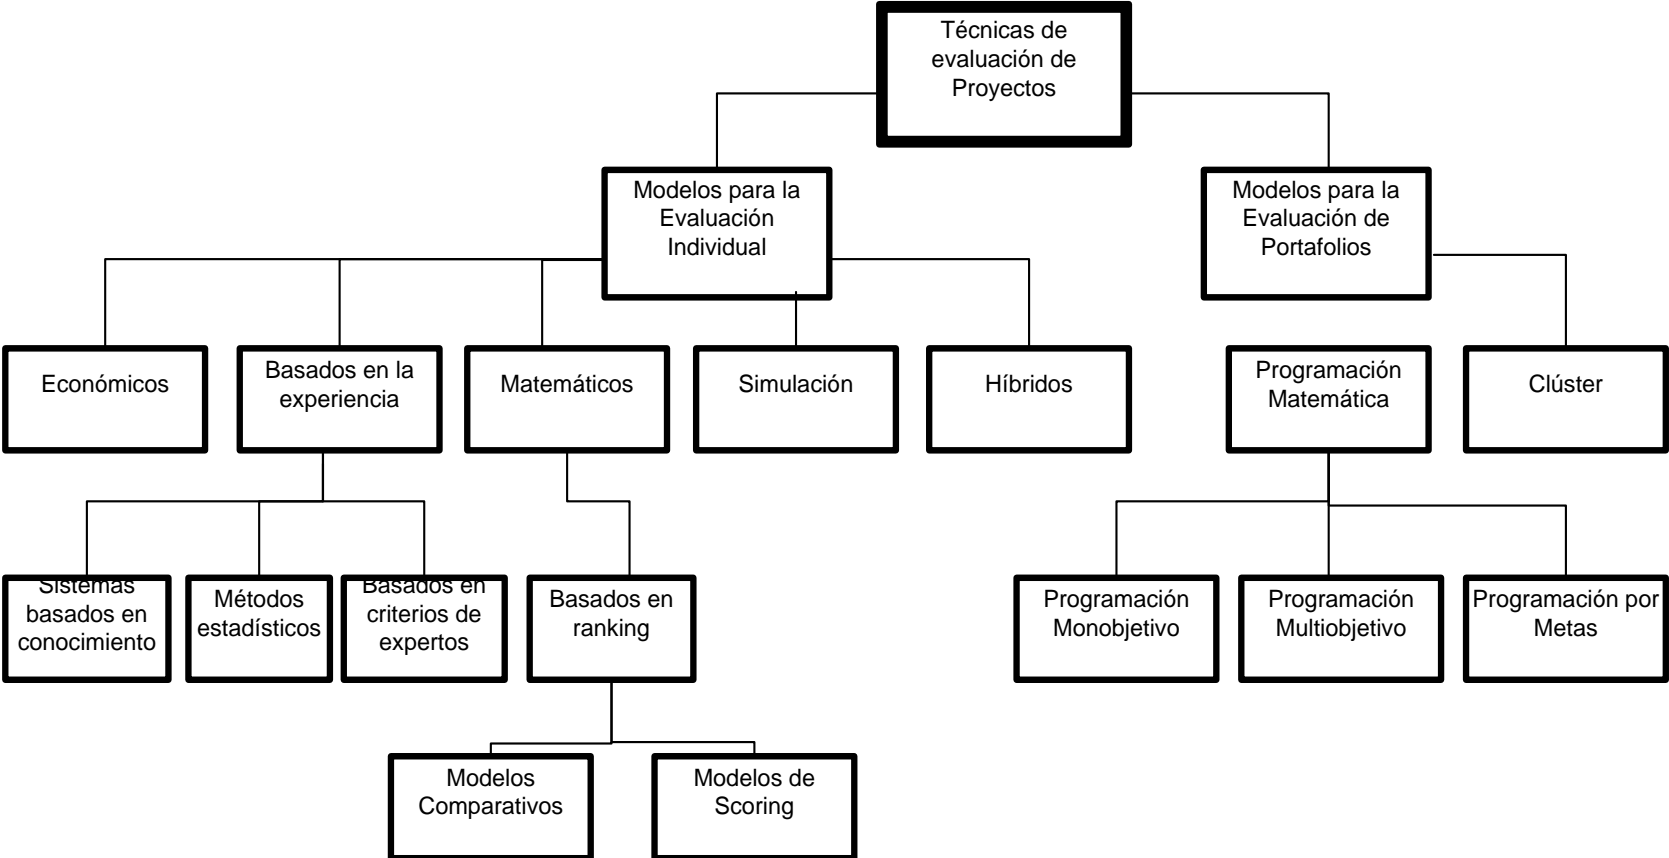 Técnicas de
evaluación de
Proyectos
Modelos para la
Evaluación
Individual
Modelos para la
Evaluación de
Portafolios
Económicos
Basados en la
experiencia
Matemáticos
Simulación
Híbridos
Programación
Matemática
Clúster
Sistemas
basados en
conocimiento
Métodos
estadísticos
Basados en
criterios de
expertos
Basados en
ranking
Programación
Monobjetivo
Programación
Multiobjetivo
Programación por
Metas
Modelos
Comparativos
Modelos de
Scoring